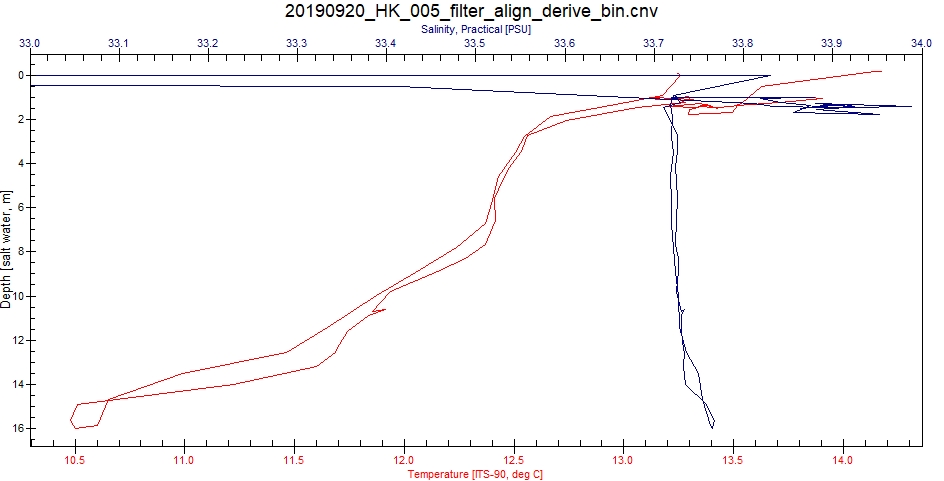 20190920_HK_005_filter_align_derive_bin.cnv
Salinity, Practical [PSU]
33.0 33.1 33.2 33.3 33.4 33.5 33.6 33.7 33.8 33.9 34.0
0
2
4
6
8
10
12
14
16
Depth [salt water, m]
10.5 11.0 11.5 12.0 12.5 13.0 13.5 14.0
Temperature [ITS-90, deg C]